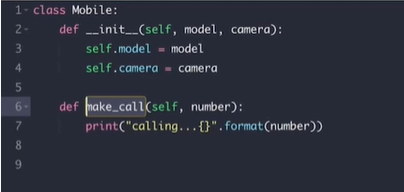 1 class Mobile:
2     def __init__(self, model, camera):
3         self.model = model
4         self.camera = camera
5
6     def make_call(self, number):
7         print("calling...{}".format(number))
8
9